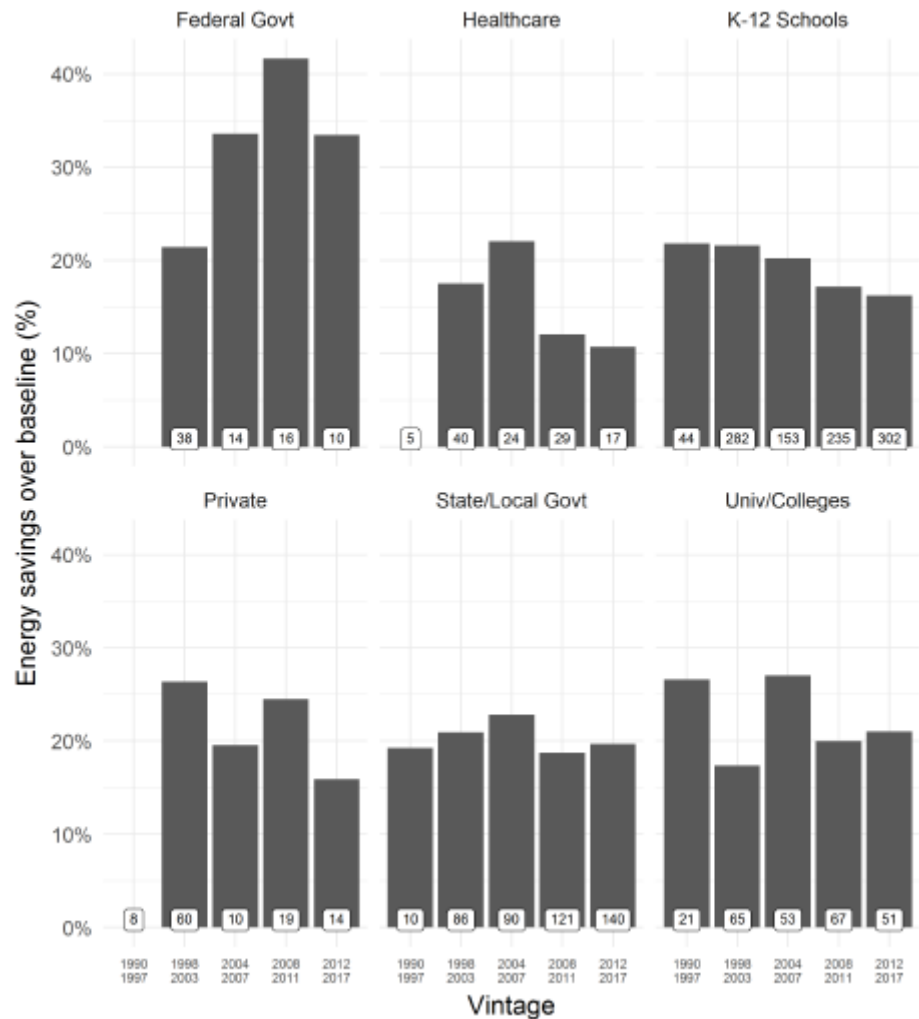 Federal Govt Healthcare K-12 Schools
40%
30%
20%
10%
0%
38 14 16 10 5 40 24 29 17 44 282 153 235 302
Energy savings over baseline (%)
Private State/Local Govt Univ/Colleges
40%
30%
20%
10%
0%
8 60 10 19 14 10 86 90 121 140 21 65 53 67 51
1990 1998 2004 2008 2012 1990 1998 2004 2008 2012 1990 1998 2004 2008 2012
1997 2003 2007 2011 2017 1997 2003 2007 2011 2017 1997 2003 2007 2011 2017
Vintage